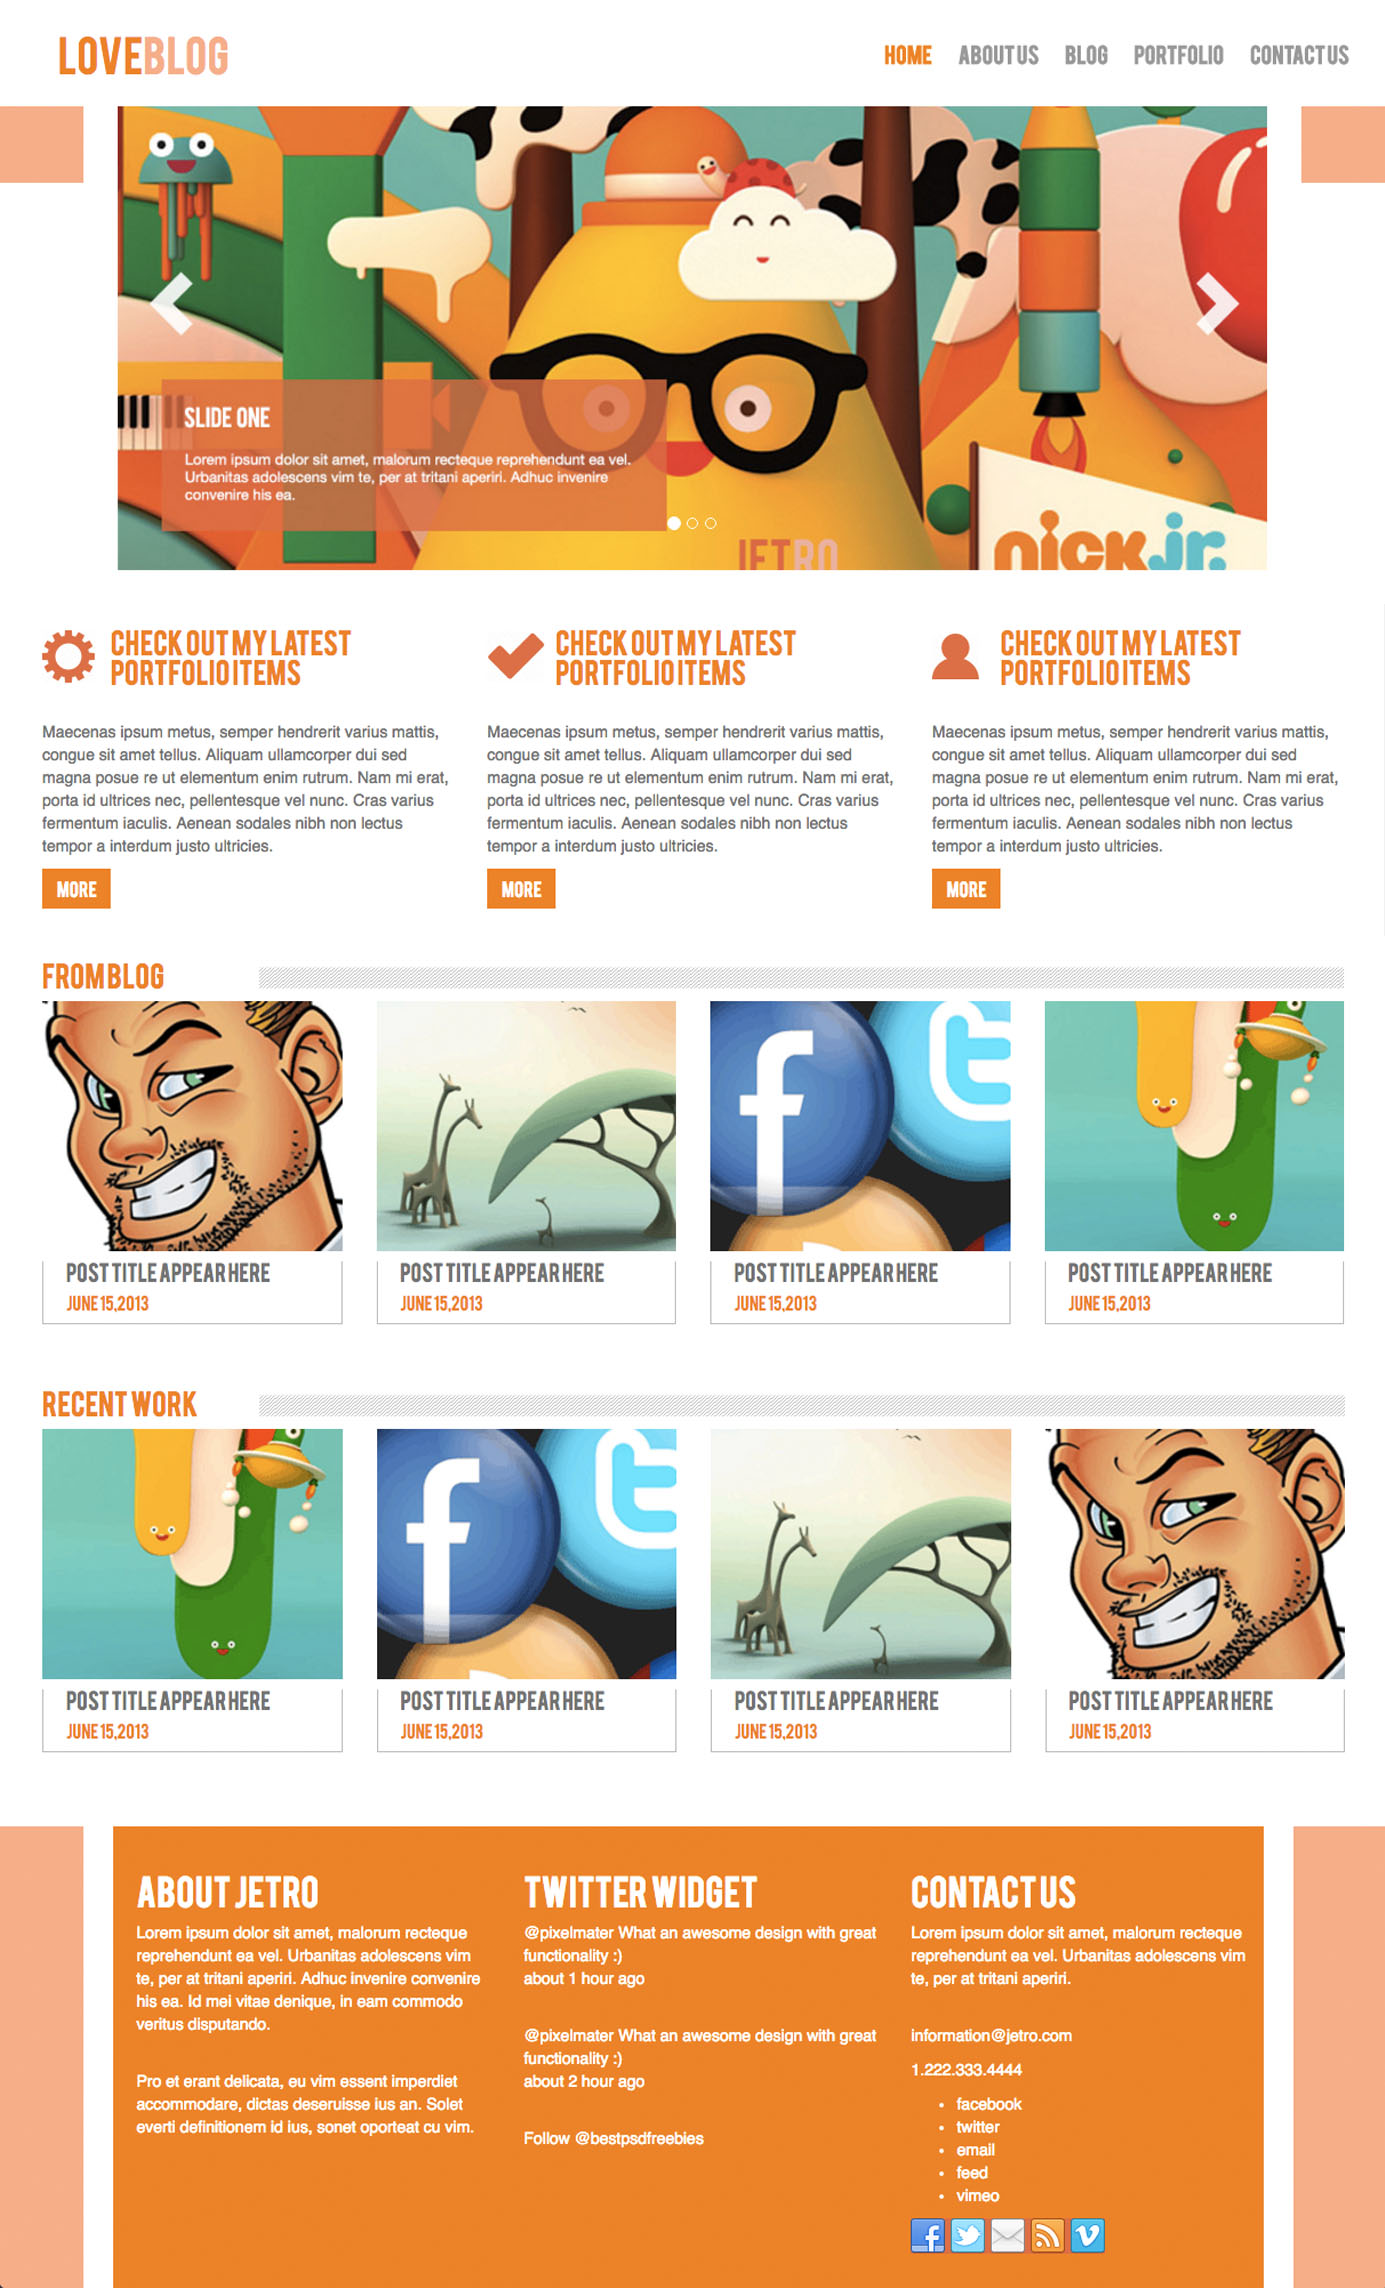 LOVEBLOG
HOME ABOUT US BLOG PORTFOLIO CONTACT US
SLIDE ONE
Lorem ipsum dolor sit amet, malorum recteque reprehendunt ea vel.
Urbanitas adolescens vim te, per at tritani aperiri. Adhuc invenire
convenire his ea.
JETRO
nick jr.
CHECK OUT MY LATEST
PORTFOLIO ITEMS
Maecenas ipsum metus, semper hendrerit varius mattis,
congue sit amet tellus. Aliquam ullamcorper dui sed
magna posue re ut elementum enim rutrum. Nam mi erat,
porta id ultrices nec, pellentesque vel nunc. Cras varius
fermentum iaculis. Aenean sodales nibh non lectus
tempor a interdum justo ultricies.
MORE
CHECK OUT MY LATEST
PORTFOLIO ITEMS
Maecenas ipsum metus, semper hendrerit varius mattis,
congue sit amet tellus. Aliquam ullamcorper dui sed
magna posue re ut elementum enim rutrum. Nam mi erat,
porta id ultrices nec, pellentesque vel nunc. Cras varius
fermentum iaculis. Aenean sodales nibh non lectus
tempor a interdum justo ultricies.
MORE
CHECK OUT MY LATEST
PORTFOLIO ITEMS
Maecenas ipsum metus, semper hendrerit varius mattis,
congue sit amet tellus. Aliquam ullamcorper dui sed
magna posue re ut elementum enim rutrum. Nam mi erat,
porta id ultrices nec, pellentesque vel nunc. Cras varius
fermentum iaculis. Aenean sodales nibh non lectus
tempor a interdum justo ultricies.
MORE
FROM BLOG
POST TITLE APPEAR HERE
JUNE 15,2013
POST TITLE APPEAR HERE
JUNE 15,2013
POST TITLE APPEAR HERE
JUNE 15,2013
POST TITLE APPEAR HERE
JUNE 15,2013
RECENT WORK
POST TITLE APPEAR HERE
JUNE 15,2013
POST TITLE APPEAR HERE
JUNE 15,2013
POST TITLE APPEAR HERE
JUNE 15,2013
POST TITLE APPEAR HERE
JUNE 15,2013
ABOUT JETRO
Lorem ipsum dolor sit amet, malorum recteque
reprehendunt ea vel. Urbanitas adolescens vim
te, per at tritani aperiri. Adhuc invenire convenire
his ea. Id mei vitae denique, in eam commodo
veritus disputando.
Pro et erant delicata, eu vim essent imperdiet
accommodare, dictas deseruisse ius an. Solet
everti definitionem id ius, sonet oporteat cu vim.
TWITTER WIDGET
@pixelmater What an awesome design with great
functionality :)
about 1 hour ago
@pixelmater What an awesome design with great
functionality :)
about 2 hour ago
Follow @bestpsdfreebies
CONTACT US
Lorem ipsum dolor sit amet, malorum recteque
reprehendunt ea vel. Urbanitas adolescens vim
te, per at tritani aperiri.
information@jetro.com
1.222.333.4444
• facebook
• twitter
• email
• feed
• vimeo